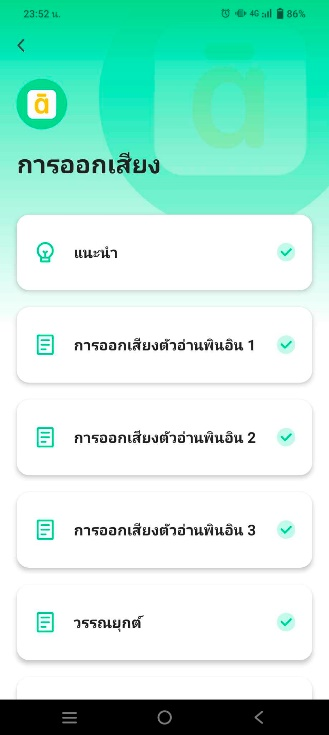 23:52 น.
4G
86%
ā
การออกเสียง
แนะนำ
การออกเสียงตัวอ่านพินอิน 1
การออกเสียงตัวอ่านพินอิน 2
การออกเสียงตัวอ่านพินอิน 3
วรรณยุกต์